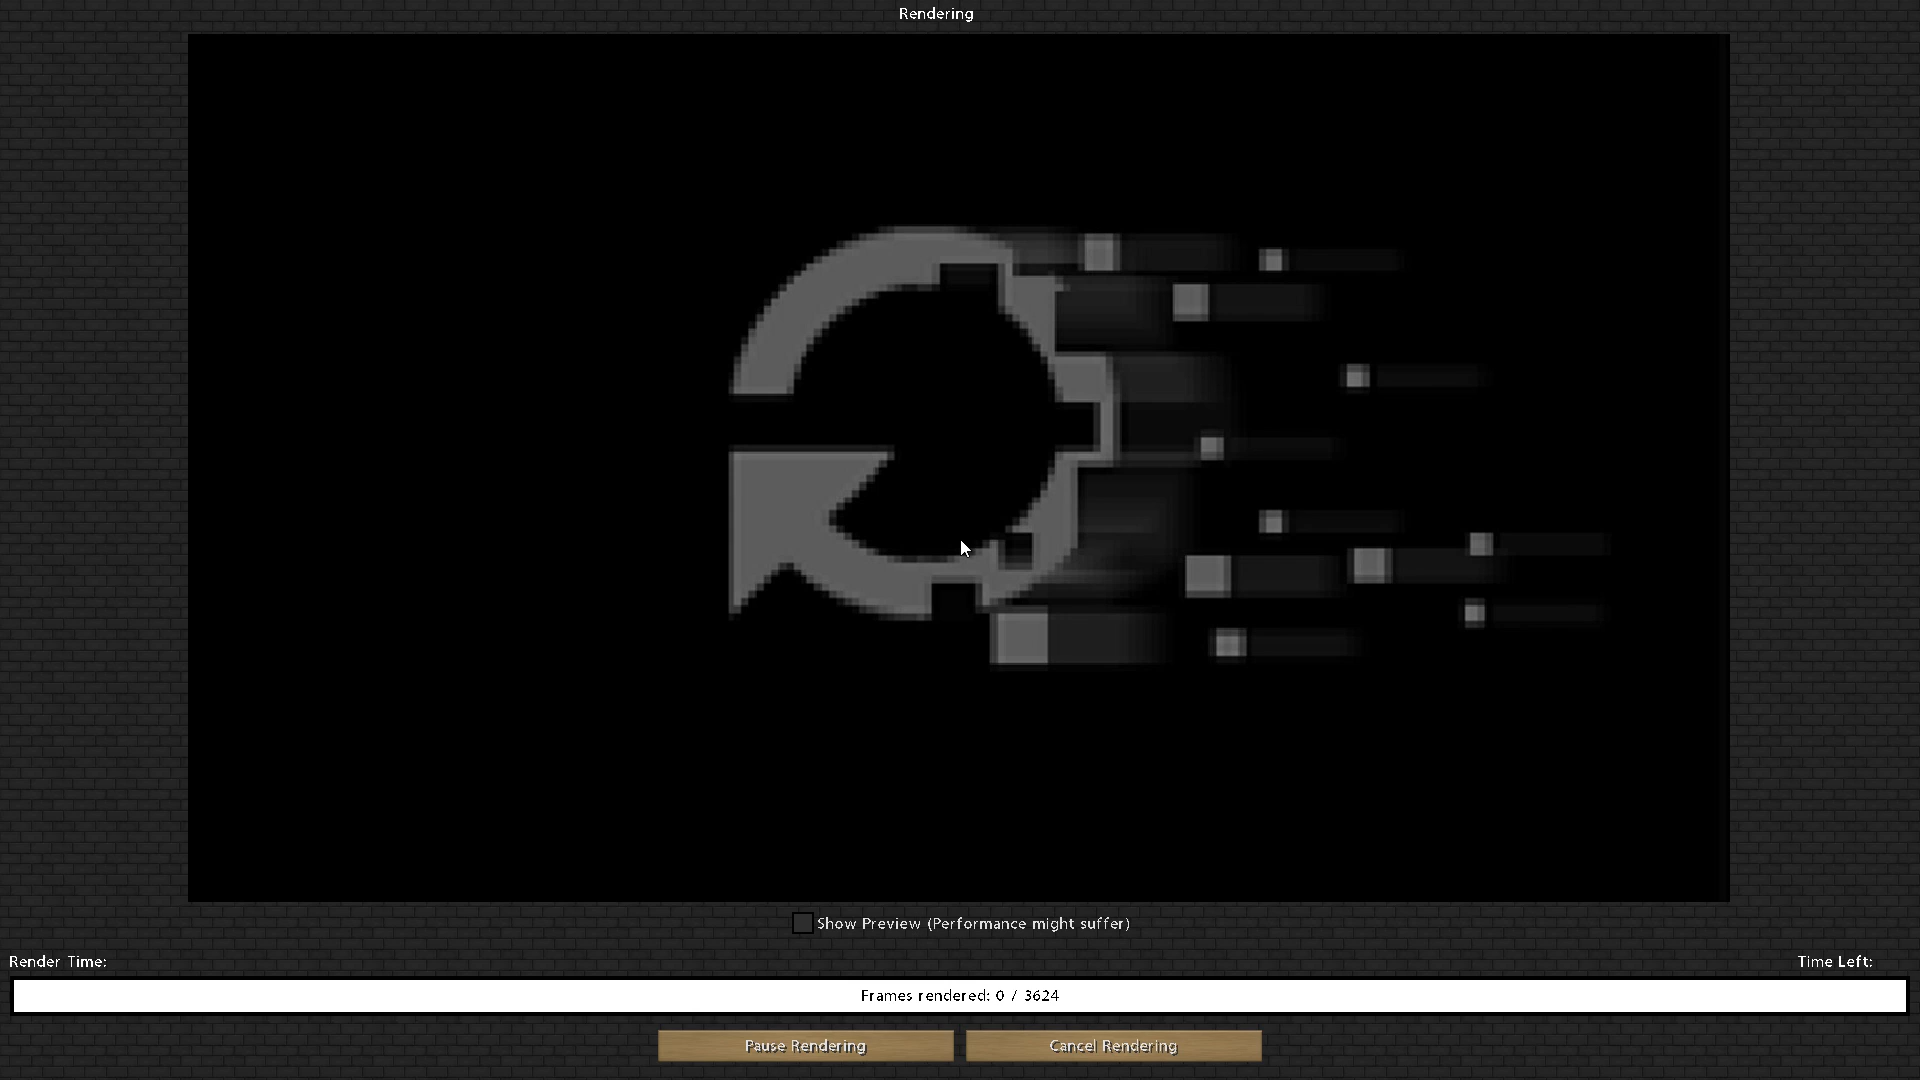 Rendering
Show Preview (Performance might suffer)
Render Time:
Time Left:
Frames rendered: 0 / 3624
Pause Rendering
Cancel Rendering